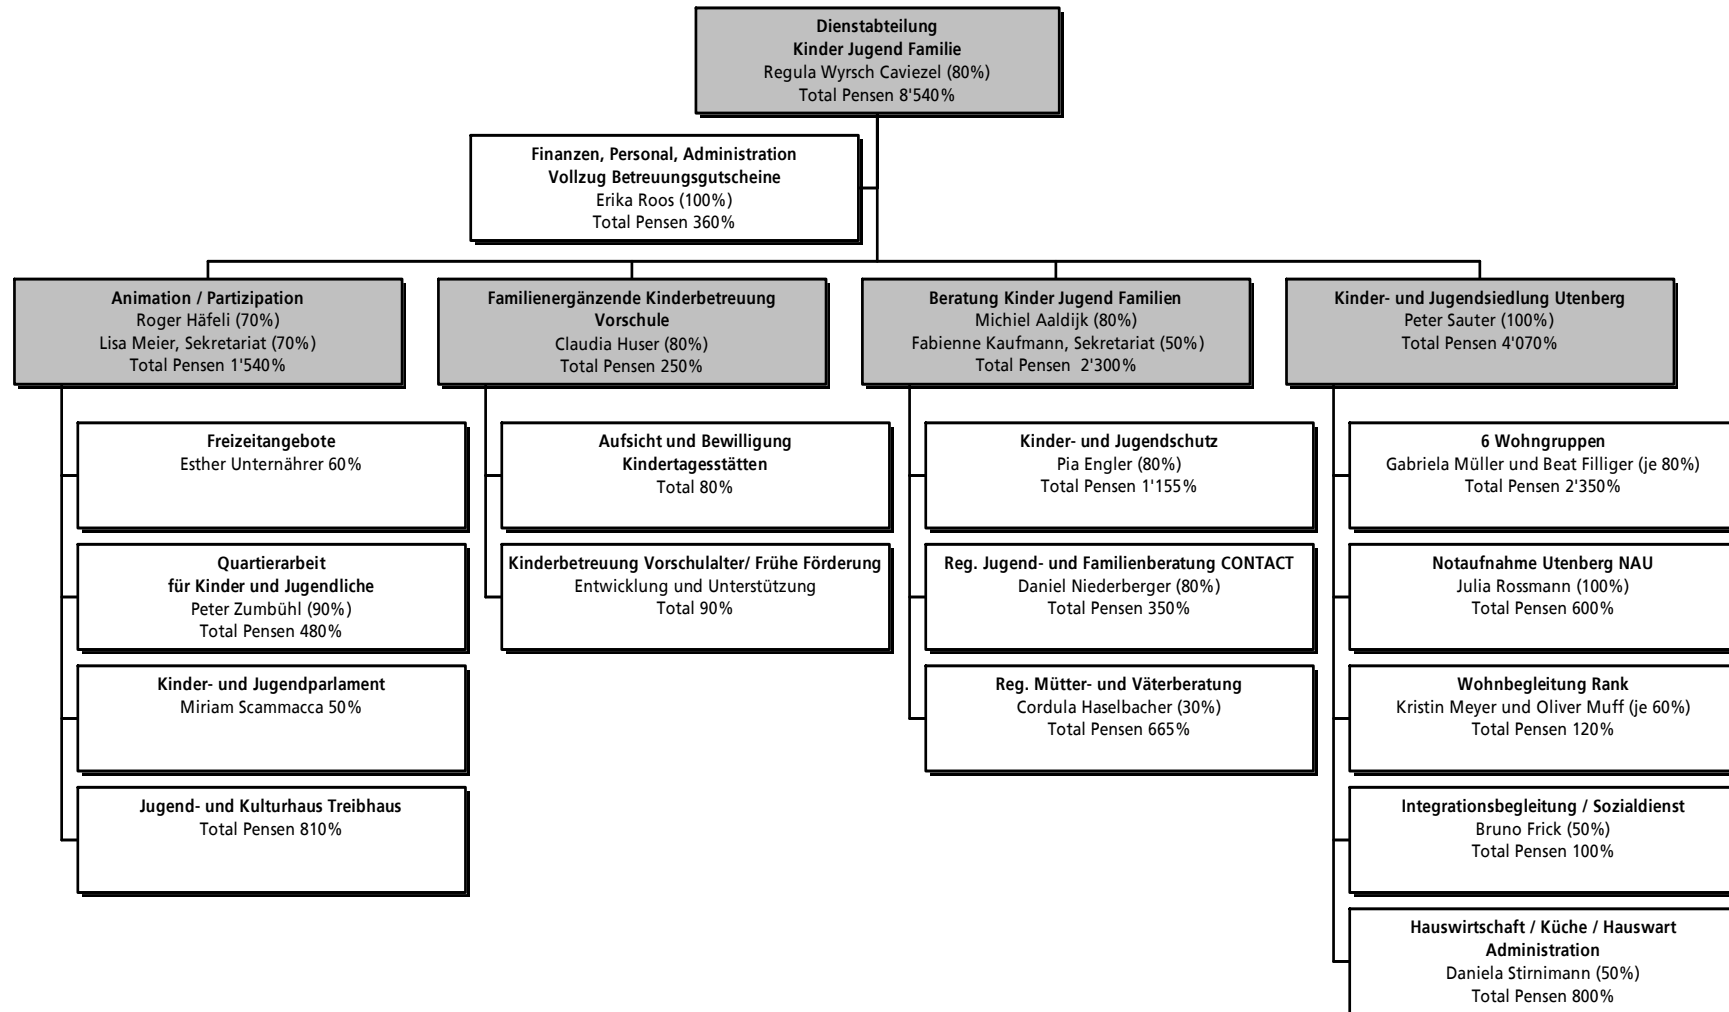 Dienstabteilung
Kinder Jugend Familie
Regula Wyrsch Caviezel (80%)
Total Pensen 8'540%
Finanzen, Personal, Administration
Vollzug Betreuungsgutscheine
Erika Roos (100%)
Total Pensen 360%
Animation / Partizipation
Roger Häfeli (70%)
Lisa Meier, Sekretariat (70%)
Total Pensen 1'540%
Familienergänzende Kinderbetreuung
Vorschule
Claudia Huser (80%)
Total Pensen 250%
Beratung Kinder Jugend Familien
Michiel Aaldijk (80%)
Fabienne Kaufmann, Sekretariat (50%)
Total Pensen 2'300%
Kinder- und Jugendsiedlung Utenberg
Peter Sauter (100%)
Total Pensen 4'070%
Freizeitangebote
Esther Unternährer 60%
Quartierarbeit
für Kinder und Jugendliche
Peter Zumbühl (90%)
Total Pensen 480%
Kinder- und Jugendparlament
Miriam Scammacca 50%
Jugend- und Kulturhaus Treibhaus
Total Pensen 810%
Aufsicht und Bewilligung
Kindertagesstätten
Total 80%
Kinderbetreuung Vorschulalter/ Frühe Förderung
Entwicklung und Unterstützung
Total 90%
Kinder- und Jugendschutz
Pia Engler (80%)
Total Pensen 1'155%
Reg. Jugend- und Familienberatung CONTACT
Daniel Niederberger (80%)
Total Pensen 350%
Reg. Mütter- und Väterberatung
Cordula Haselbacher (30%)
Total Pensen 665%
6 Wohngruppen
Gabriela Müller und Beat Filliger (je 80%)
Total Pensen 2'350%
Notaufnahme Utenberg NAU
Julia Rossmann (100%)
Total Pensen 600%
Wohnbegleitung Rank
Kristin Meyer und Oliver Muff (je 60%)
Total Pensen 120%
Integrationsbegleitung / Sozialdienst
Bruno Frick (50%)
Total Pensen 100%
Hauswirtschaft / Küche / Hauswart
Administration
Daniela Stirnimann (50%)
Total Pensen 800%